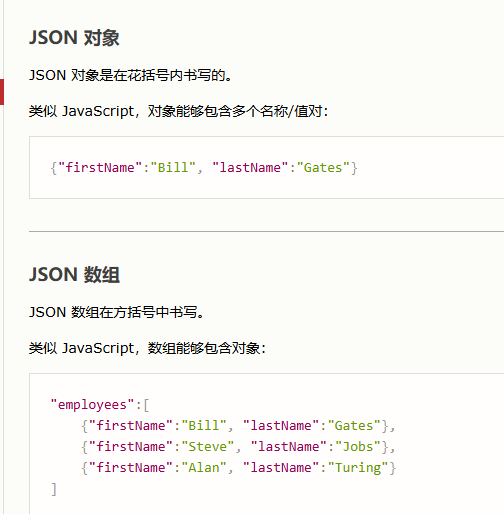 JSON 对象
JSON 对象是在花括号内书写的。
类似 JavaScript，对象能够包含多个名称/值对：
{"firstName":"Bill", "lastName":"Gates"}
JSON 数组
JSON 数组在方括号中书写。
类似 JavaScript，数组能够包含对象：
"employees":[
    {"firstName":"Bill", "lastName":"Gates"},
    {"firstName":"Steve", "lastName":"Jobs"},
    {"firstName":"Alan", "lastName":"Turing"}
]